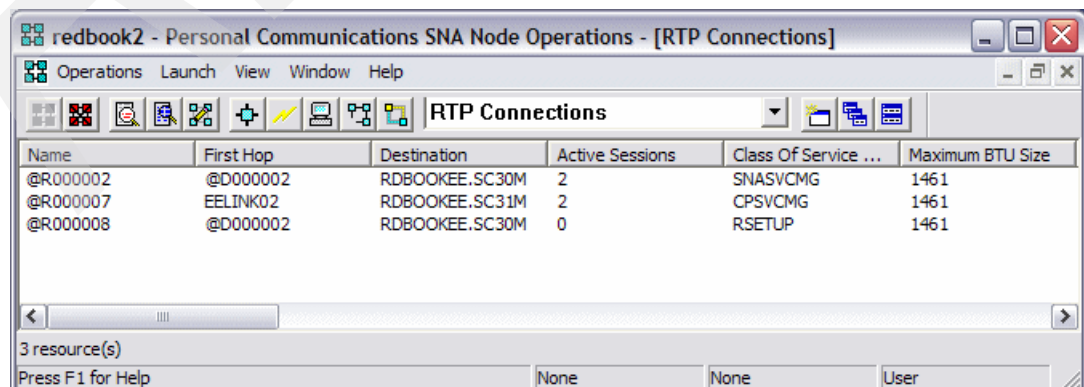 redbook2 - Personal Communications SNA Node Operations - [RTP Connections]
Operations Launch View Window Help
RTP Connections
Name First Hop Destination Active Sessions Class Of Service ... Maximum BTU Size
@R000002 @D000002 RDBOOKEE.SC30M 2 SNASVCMG 1461
@R000007 EELINK02 RDBOOKEE.SC31M 2 CPSVCMG 1461
@R000008 @D000002 RDBOOKEE.SC30M 0 RSETUP 1461
3 resource(s)
Press F1 for Help None None User